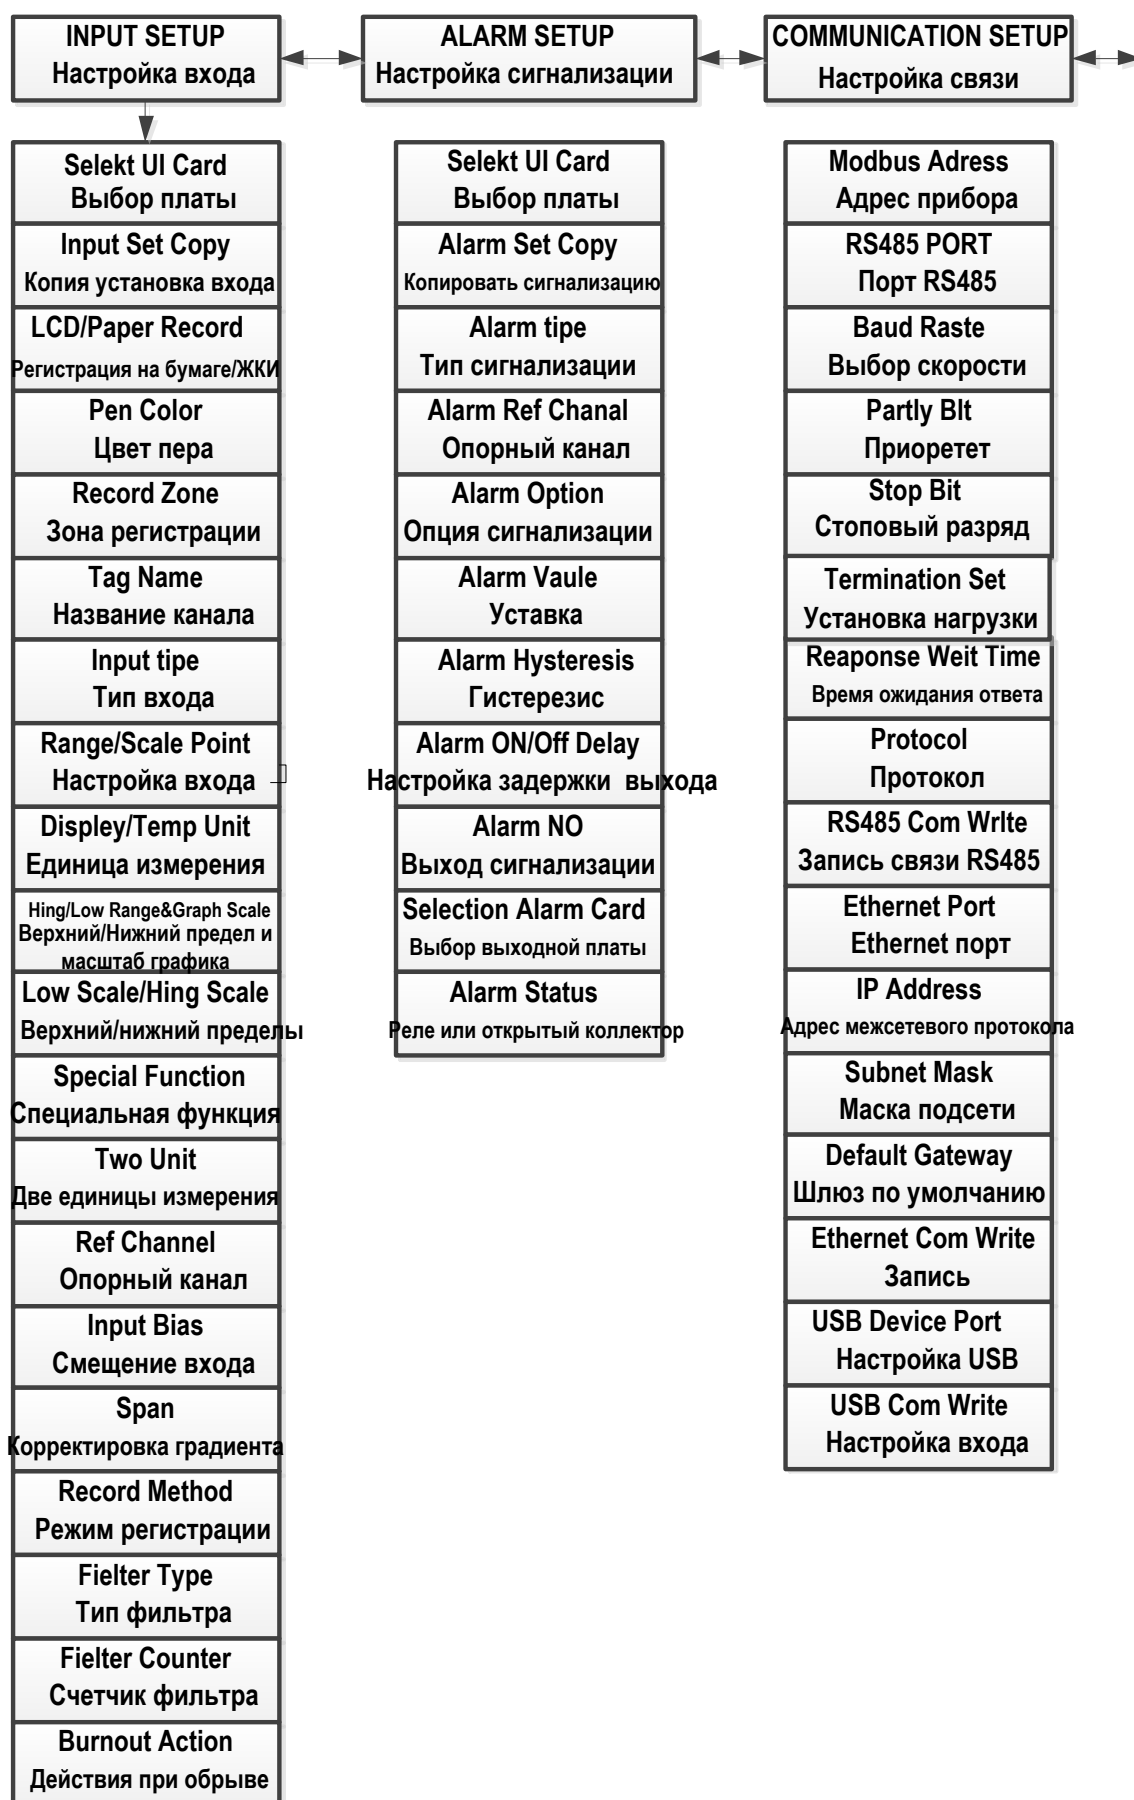 INPUT SETUP
Настройка входа
ALARM SETUP
Настройка сигнализации
COMMUNICATION SETUP
Настройка связи
Selekt UI Card
Выбор платы
Input Set Copy
Копия установка входа
LCD/Paper Record
Регистрация на бумаге/ЖКИ
Pen Color
Цвет пера
Record Zone
Зона регистрации
Tag Name
Название канала
Input tipe
Тип входа
Range/Scale Point
Настройка входа
Displey/Temp Unit
Единица измерения
Hing/Low Range&Graph Scale
Верхний/Нижний предел и
масштаб графика
Low Scale/Hing Scale
Верхний/нижний пределы
Special Function
Специальная функция
Two Unit
Две единицы измерения
Ref Channel
Опорный канал
Input Bias
Смещение входа
Span
Корректировка градиента
Record Method
Режим регистрации
Fielter Type
Тип фильтра
Fielter Counter
Счетчик фильтра
Burnout Action
Действия при обрыве
Selekt UI Card
Выбор платы
Alarm Set Copy
Копировать сигнализацию
Alarm tipe
Тип сигнализации
Alarm Ref Chanal
Опорный канал
Alarm Option
Опция сигнализации
Alarm Vaule
Уставка
Alarm Hysteresis
Гистерезис
Alarm ON/Off Delay
Настройка задержки выхода
Alarm NO
Выход сигнализации
Selection Alarm Card
Выбор выходной платы
Alarm Status
Реле или открытый коллектор
Modbus Adress
Адрес прибора
RS485 PORT
Порт RS485
Baud Raste
Выбор скорости
Partly BIt
Приоретет
Stop Bit
Стоповый разряд
Termination Set
Установка нагрузки
Reaponse Weit Time
Время ожидания ответа
Protocol
Протокол
RS485 Com WrIte
Запись связи RS485
Ethernet Port
Ethernet порт
IP Address
Адрес межсетевого протокола
Subnet Mask
Маска подсети
Default Gateway
Шлюз по умолчанию
Ethernet Com Write
Запись
USB Device Port
Настройка USB
USB Com Write
Настройка входа